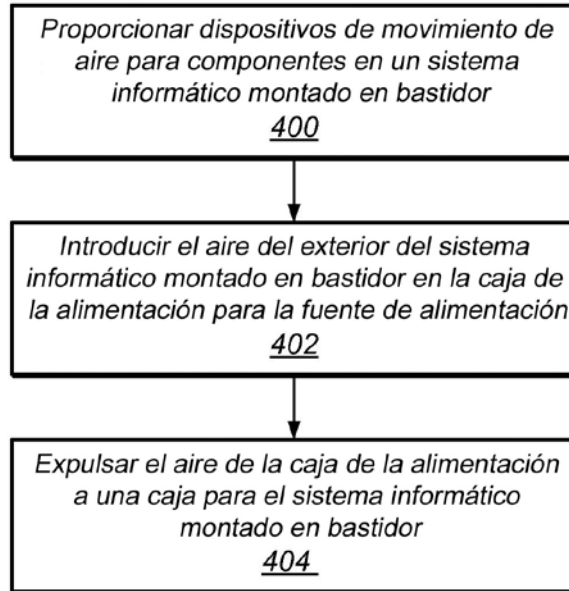 Proporcionar dispositivos de movimiento de
aire para componentes en un sistema
informático montado en bastidor
400
Introducir el aire del exterior del sistema
informático montado en bastidor en la caja de
la alimentación para la fuente de alimentación
402
Expulsar el aire de la caja de la alimentación
a una caja para el sistema informático
montado en bastidor
404